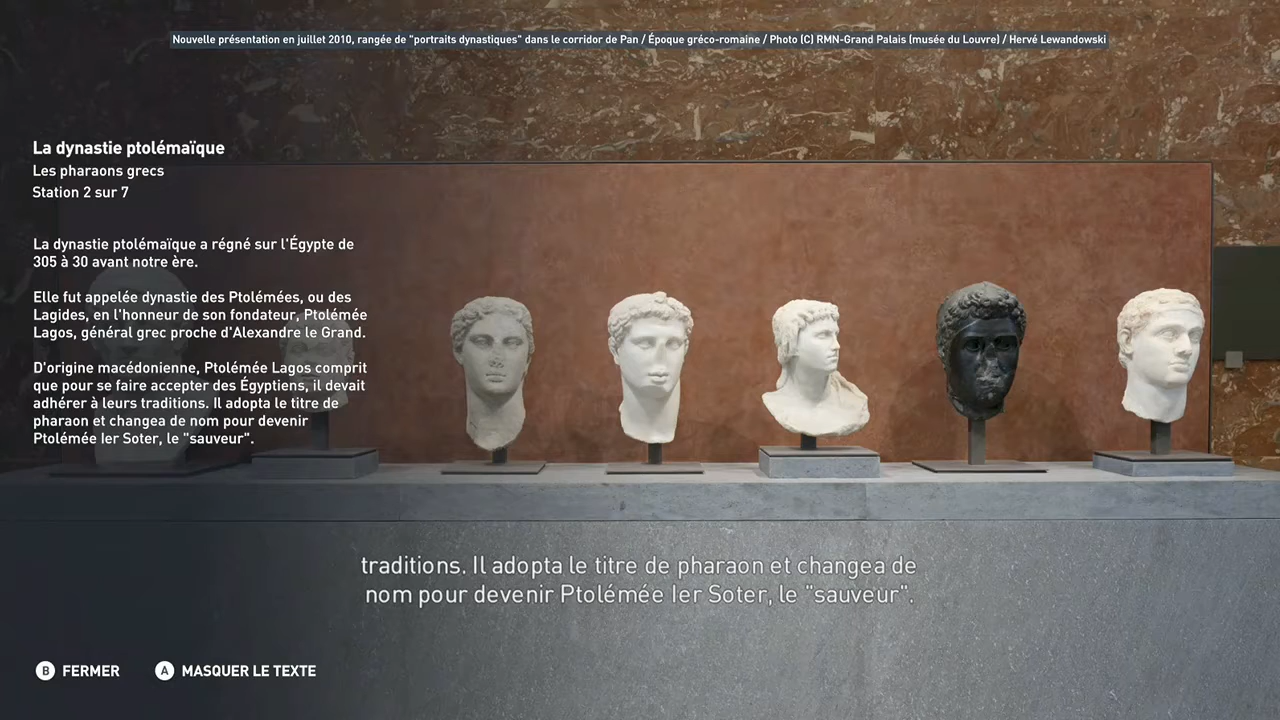 Nouvelle présentation en juillet 2010, rangée de "portraits dynastiques" dans le corridor de Pan / Époque gréco-romaine / Photo (C) RMN-Grand Palais (musée du Louvre) / Hervé Lewandowski
La dynastie ptolémaïque
Les pharaons grecs
Station 2 sur 7
La dynastie ptolémaïque a régné sur l'Égypte de
305 à 30 avant notre ère.
Elle fut appelée dynastie des Ptolémées, ou des
Lagides, en l'honneur de son fondateur, Ptolémée
Lagos, général grec proche d'Alexandre le Grand.
D'origine macédonienne, Ptolémée Lagos comprit
que pour se faire accepter des Égyptiens, il devait
adhérer à leurs traditions. Il adopta le titre de
pharaon et changea de nom pour devenir
Ptolémée Ier Soter, le "sauveur".
traditions. Il adopta le titre de pharaon et changea de
nom pour devenir Ptolémée Ier Soter, le "sauveur".
B FERMER A MASQUER LE TEXTE